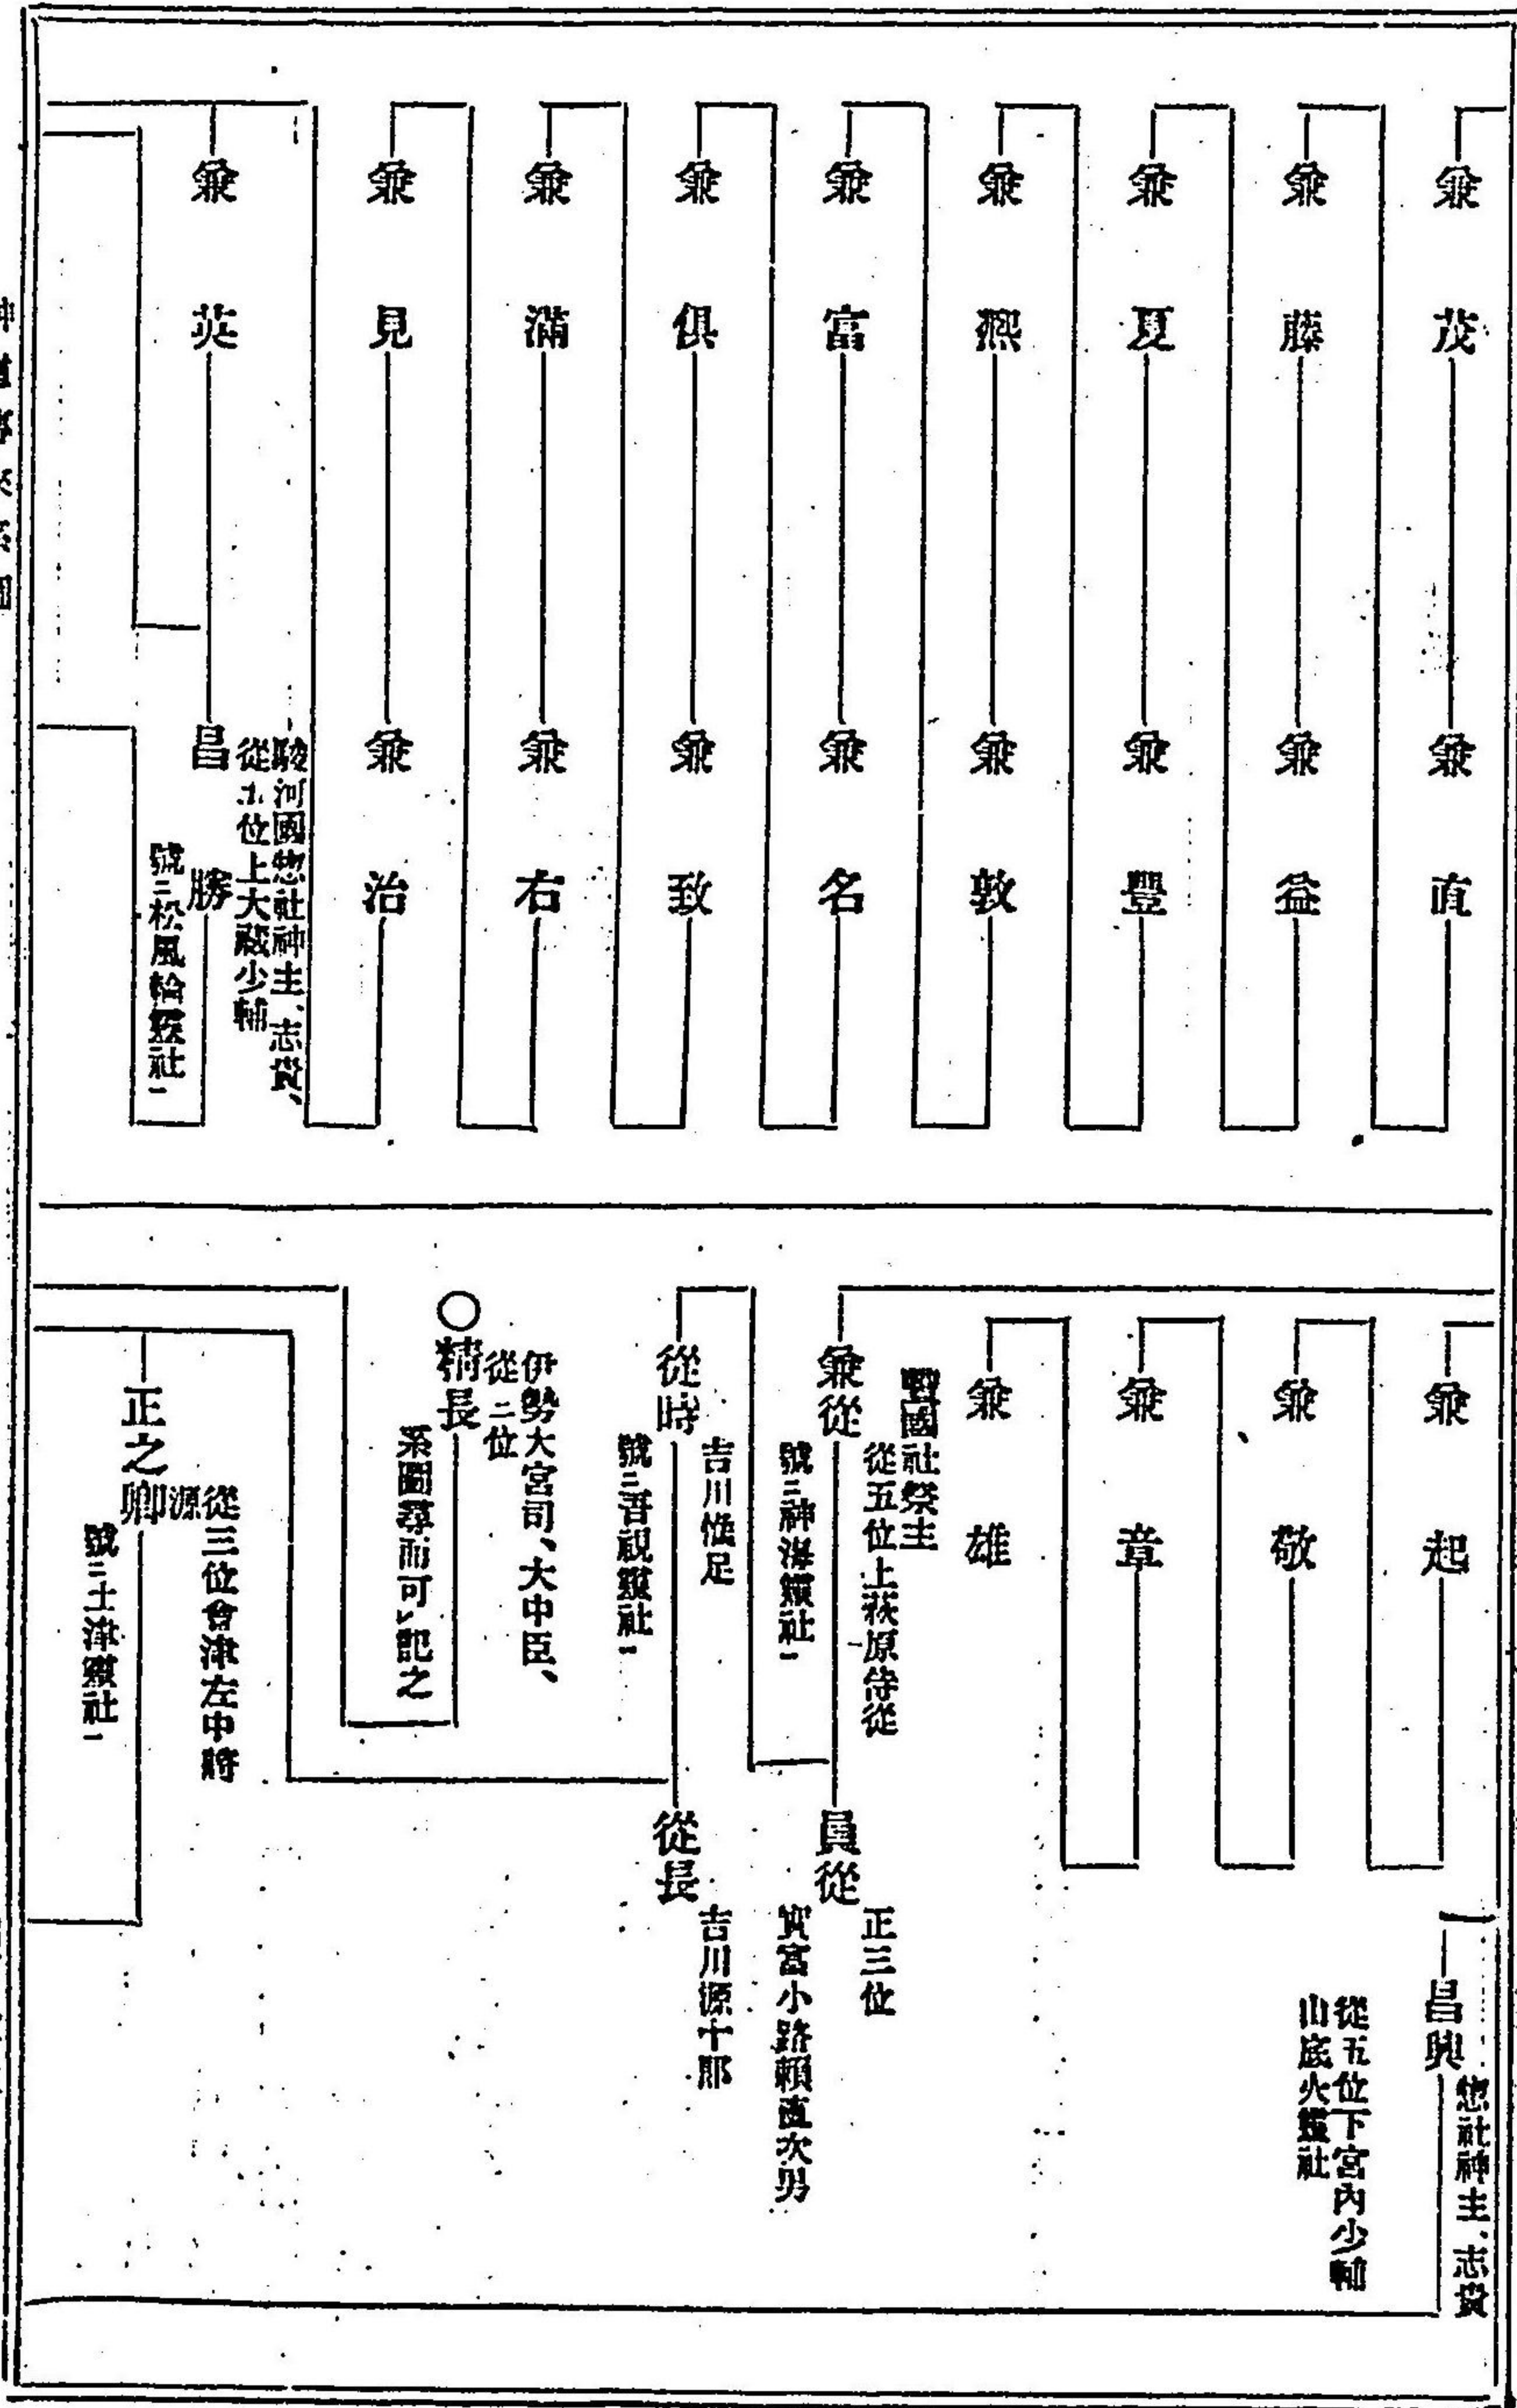 兼茂
兼直
兼藤
兼益
兼夏
兼豐
兼熈
兼敦
兼富
兼名
兼俱
兼致
兼滿
兼右
兼見
兼治
兼英
駿河國惣社神主、志貴、
從五位上大藏少輔
昌勝
號二松風輪靈社一
兼起
兼敬
兼章
兼雄
昌興
惣社神主、志貴
從五位下宮內少輔
山底火靈社
豐國社祭主
從五位上萩原侍從
兼從
號二神海靈社一
正三位
員從
實富小路賴直次男
吉川惟足
從時
號二吾視靈社一
吉川源十郎
從長
伊勢大宮司、大中臣、
從二位
〇精長
系圖尋而可レ記之
從三位會津左中將
源
正之卿
號二土津靈社一